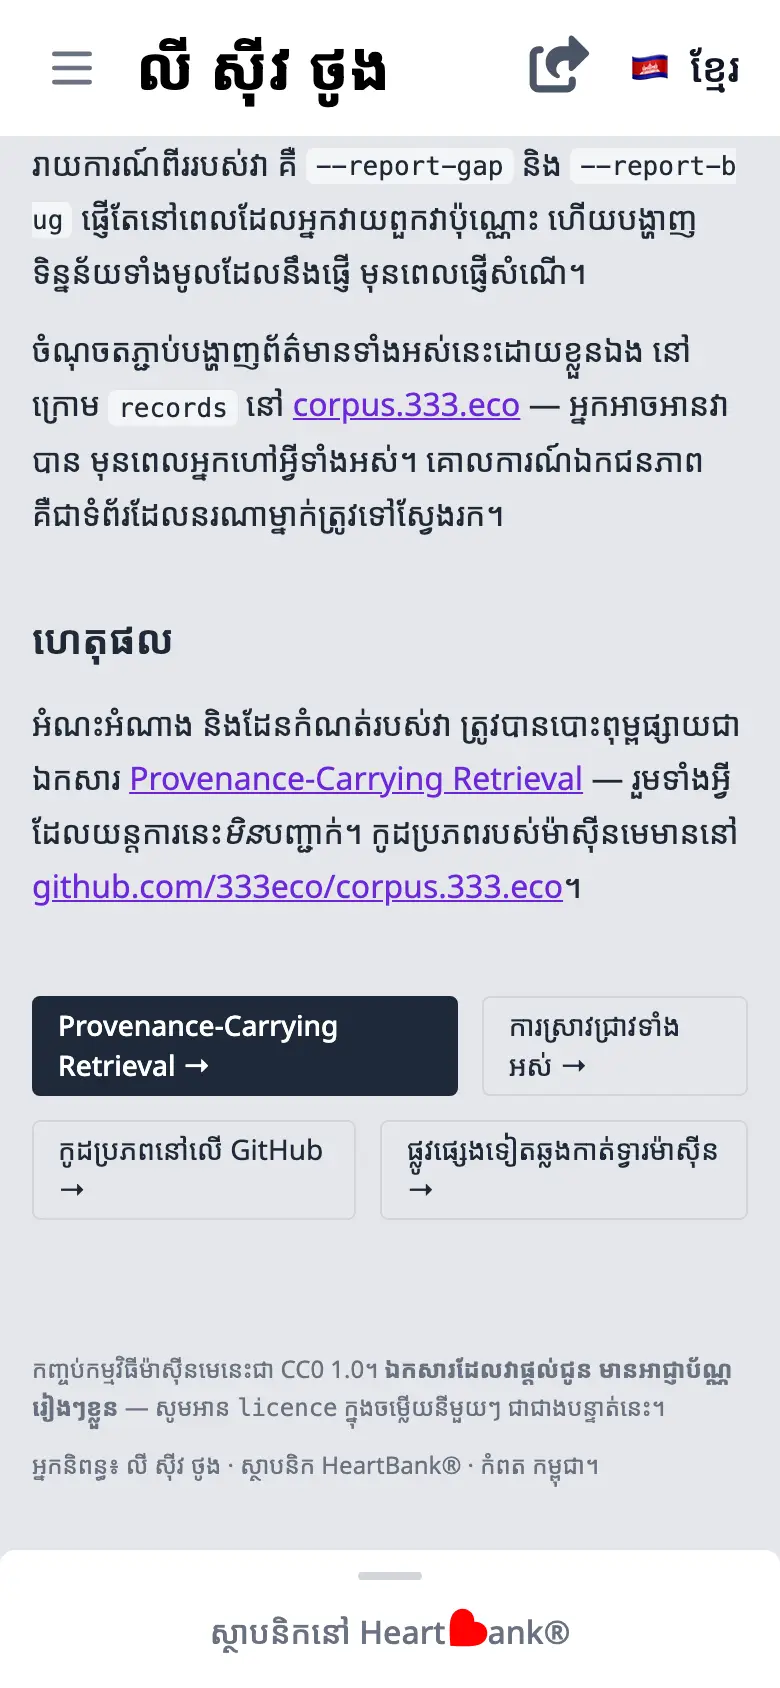 លី ស៊ីវ ថូង
ខ្មែរ
រាយការណ៍ពីររបស់វា គឺ --report-gap និង --report-b
ug ផ្ញើតែនៅពេលដែលអ្នកវាយពួកវាប៉ុណ្ណោះ ហើយបង្ហាញ
ទិន្នន័យទាំងមូលដែលនឹងផ្ញើ មុនពេលផ្ញើសំណើ។
ចំណុចតភ្ជាប់បង្ហាញព័ត៌មានទាំងអស់នេះដោយខ្លួនឯង នៅ
ក្រោម records នៅ corpus.333.eco — អ្នកអាចអានវា
បាន មុនពេលអ្នកហៅអ្វីទាំងអស់។ គោលការណ៍ឯកជនភាព
គឺជាទំព័រដែលនរណាម្នាក់ត្រូវទៅស្វែងរក។
ហេតុផល
អំណះអំណាង និងដែនកំណត់របស់វា ត្រូវបានបោះពុម្ពផ្សាយជា
ឯកសារ Provenance-Carrying Retrieval — រួមទាំងអ្វី
ដែលយន្តការនេះមិនបញ្ជាក់។ កូដប្រភពរបស់ម៉ាស៊ីនមេមាននៅ
github.com/333eco/corpus.333.eco។
Provenance-Carrying
Retrieval →
ការស្រាវជ្រាវទាំង
អស់ →
កូដប្រភពនៅលើ GitHub
→
ផ្លូវផ្សេងទៀតឆ្លងកាត់ទ្វារម៉ាស៊ីន
→
កញ្ចប់កម្មវិធីម៉ាស៊ីនមេនេះជា CC0 1.0។ ឯកសារដែលវាផ្តល់ជូន មានអាជ្ញាប័ណ្ណ
រៀងៗខ្លួន — សូមអាន licence ក្នុងចម្លើយនីមួយៗ ជាជាងបន្ទាត់នេះ។
អ្នកនិពន្ធ៖ លី ស៊ីវ ថូង · ស្ថាបនិក HeartBank® · កំពត កម្ពុជា។
ស្ថាបនិកនៅ Heartank®